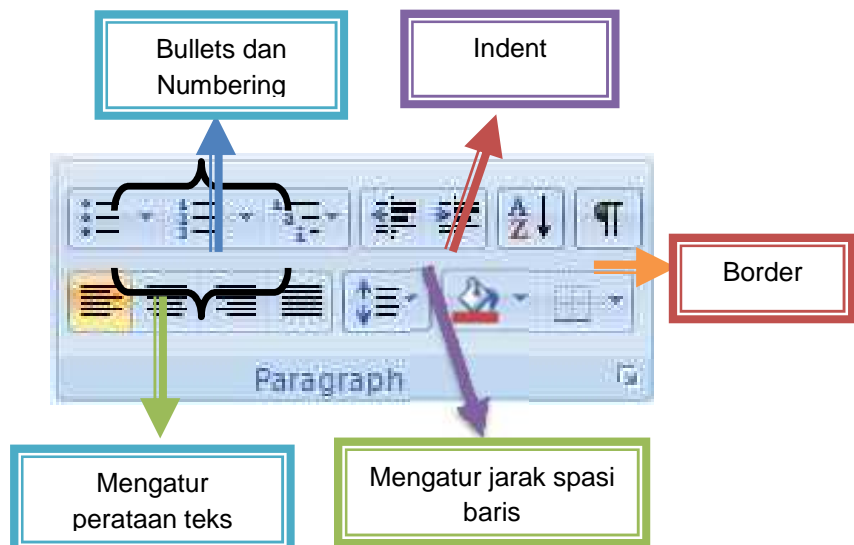 Bullets dan
Numbering
Indent
A
Z
¶
Border
Paragraph
Mengatur
perataan teks
Mengatur jarak spasi
baris